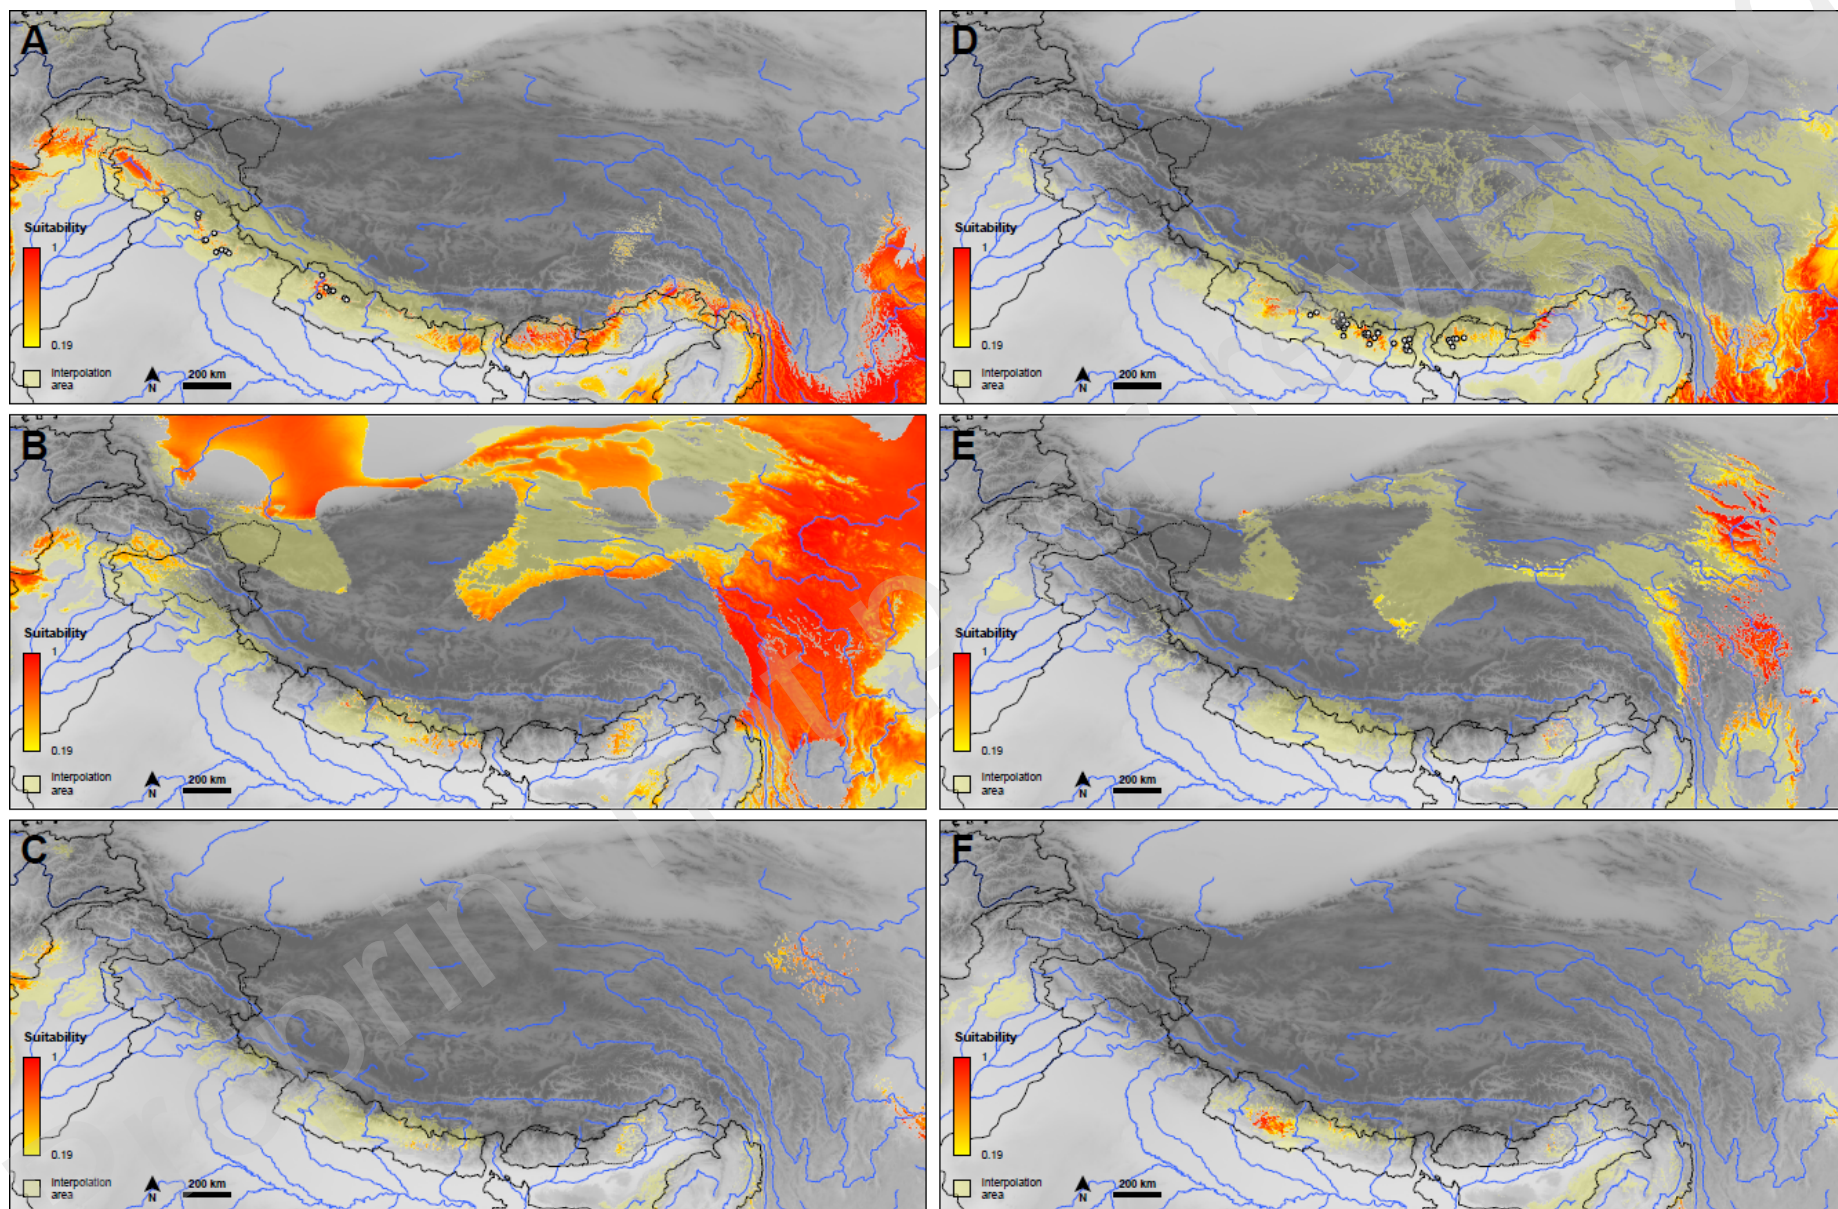 A
Suitability
1
0.19
Interpolation
area
N
200 km
D
Suitability
1
0.19
Interpolation
area
N
200 km
B
Suitability
1
0.19
Interpolation
area
N
200 km
E
Suitability
1
0.19
Interpolation
area
N
200 km
C
Suitability
1
0.19
Interpolation
area
N
200 km
F
Suitability
1
0.19
Interpolation
area
N
200 km